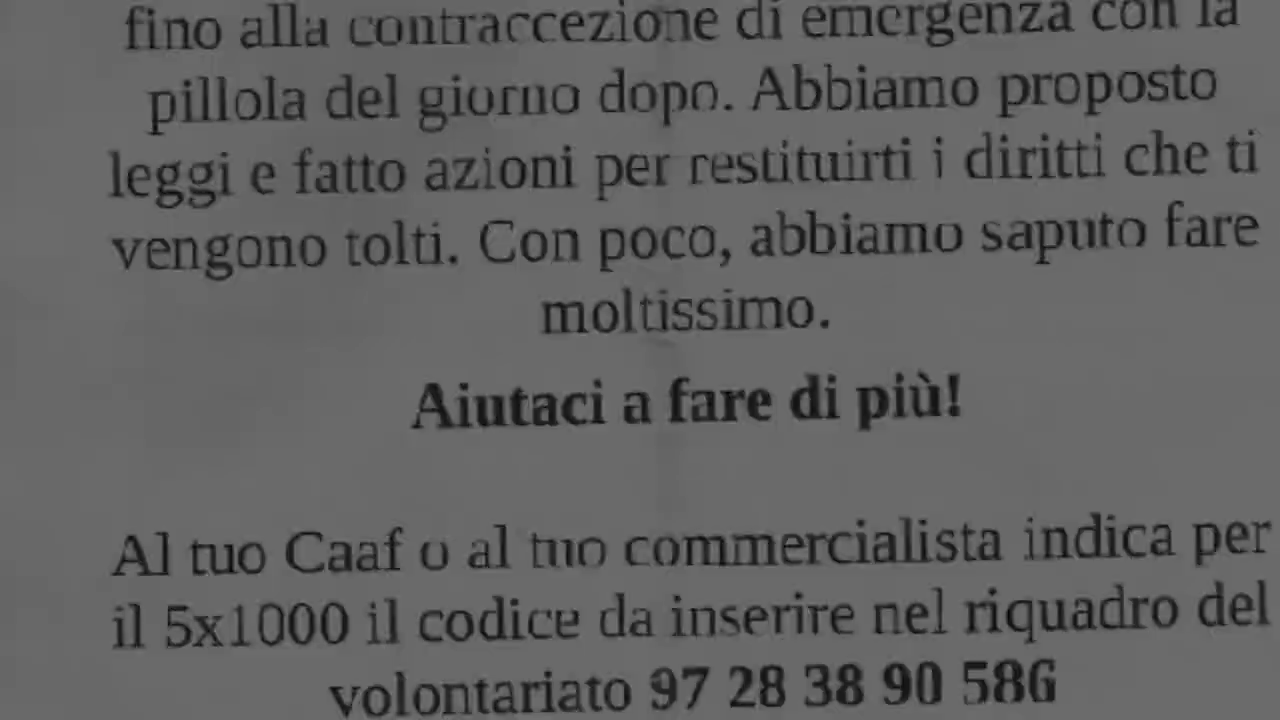 fino alla contraccezione di emergenza con la
pillola del giorno dopo. Abbiamo proposto
leggi e fatto azioni per restituirti i diritti che ti
vengono tolti. Con poco, abbiamo saputo fare
moltissimo.
Aiutaci a fare di più!
Al tuo Caaf o al tuo commercialista indica per
il 5x1000 il codice da inserire nel riquadro del
volontariato 97 28 38 90 586